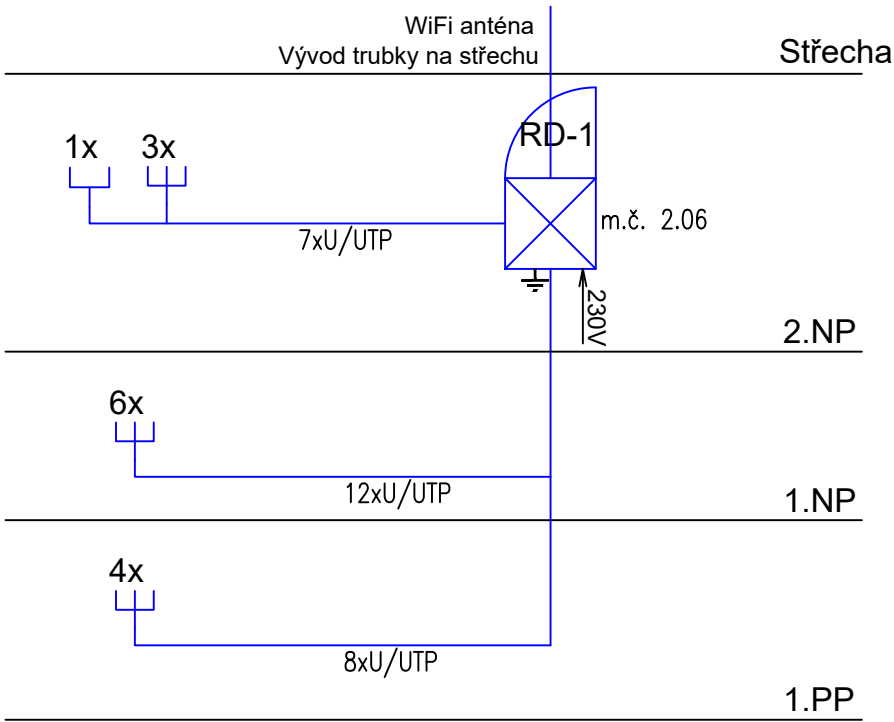 WiFi anténa
Vývod trubky na střechu
Střecha
RD-1
1x
3x
7xU/UTP
m.č. 2.06
230V
2.NP
6x
12xU/UTP
1.NP
4x
8xU/UTP
1.PP